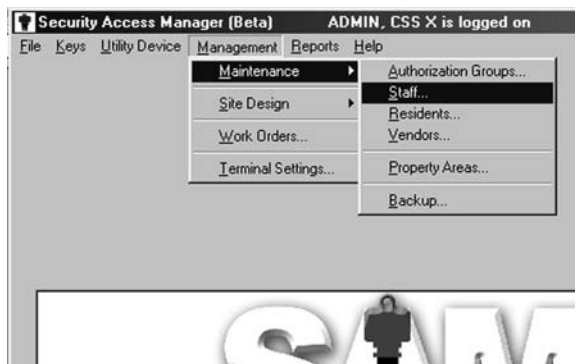 Security Access Manager (Beta) ADMIN, CSS X is logged on
File Keys Utility Device Management Reports Help
Maintenance
Site Design
Work Orders...
Terminal Settings...
Authorization Groups...
Staff...
Residents...
Vendors...
Property Areas...
Backup...
SAM